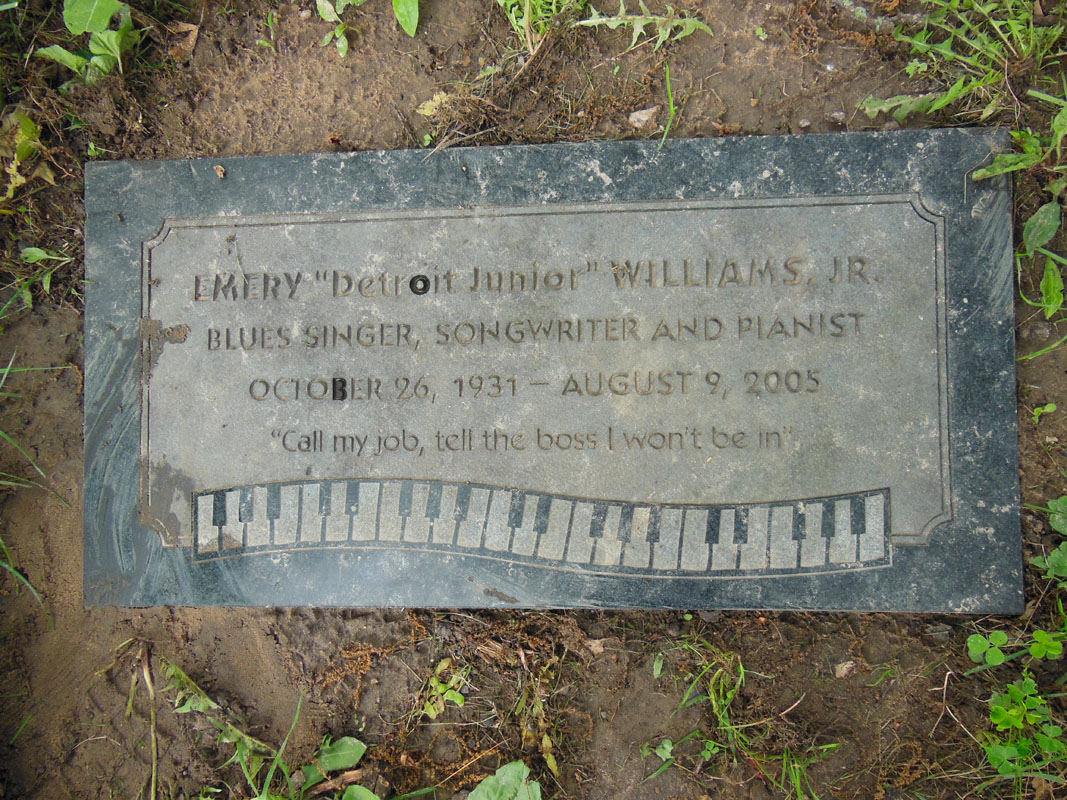 EMERY "Detroit Junior" WILLIAMS, JR.
BLUES SINGER, SONGWRITER AND PIANIST
OCTOBER 26, 1931 – AUGUST 9, 2005
"Call my job, tell the boss I won't be in"